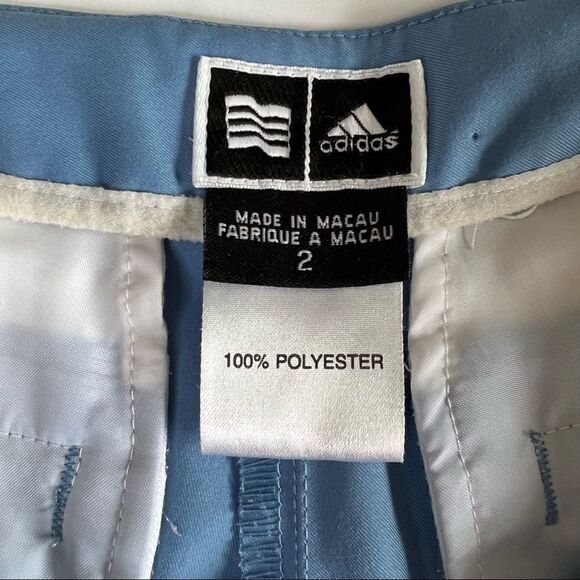 adidas
MADE IN MACAU
FABRIQUE A MACAU
2
100% POLYESTER